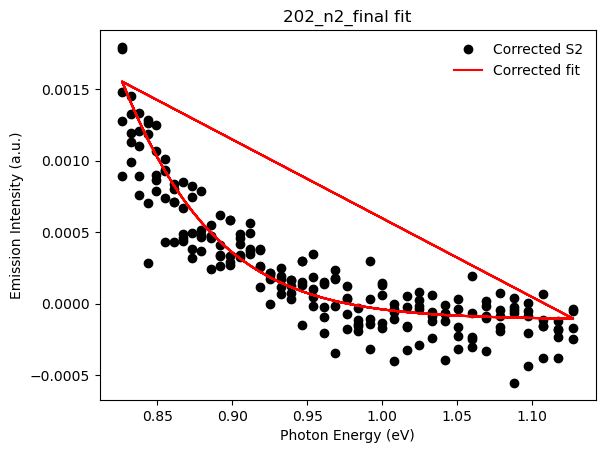 202_n2_final fit
Corrected S2
Corrected fit
Emission Intensity (a.u.)
0.0015
0.0010
0.0005
0.0000
−0.0005
0.85 0.90 0.95 1.00 1.05 1.10
Photon Energy (eV)